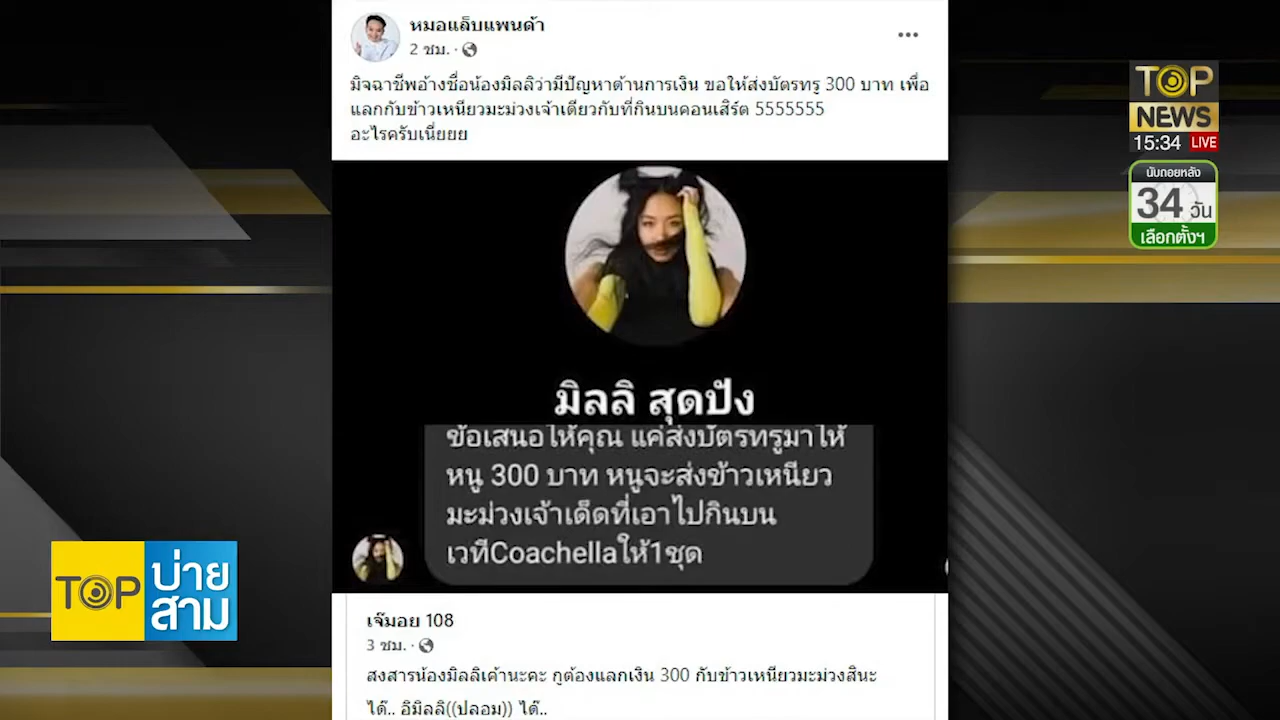 หมอแล็บแพนด้า
2 ชม. ·
มิจฉาชีพอ้างชื่อน้องมิลลิว่ามีปัญหาด้านการเงิน ขอให้ส่งบัตรทรู 300 บาท เพื่อ
แลกกับข้าวเหนียวมะม่วงเจ้าเดียวกับที่กินบนคอนเสิร์ต 5555555
อะไรครับเนี่ยยย
มิลลิ สุดปัง
ข้อเสนอให้คุณ แค่ส่งบัตรทรูมาให้
หนู 300 บาท หนูจะส่งข้าวเหนียว
มะม่วงเจ้าเด็ดที่เอาไปกินบน
เวทีCoachellaให้1ชุด
เจ๊มอย 108
3 ชม. ·
สงสารน้องมิลลิเค้านะคะ กูต้องแลกเงิน 300 กับข้าวเหนียวมะม่วงสินะ
ได้.. อิมิลลิ((ปลอม)) ได้..
TOP
NEWS
15:34 LIVE
นับถอยหลัง
34 วัน
เลือกตั้งฯ
TOP บ่าย
สาม